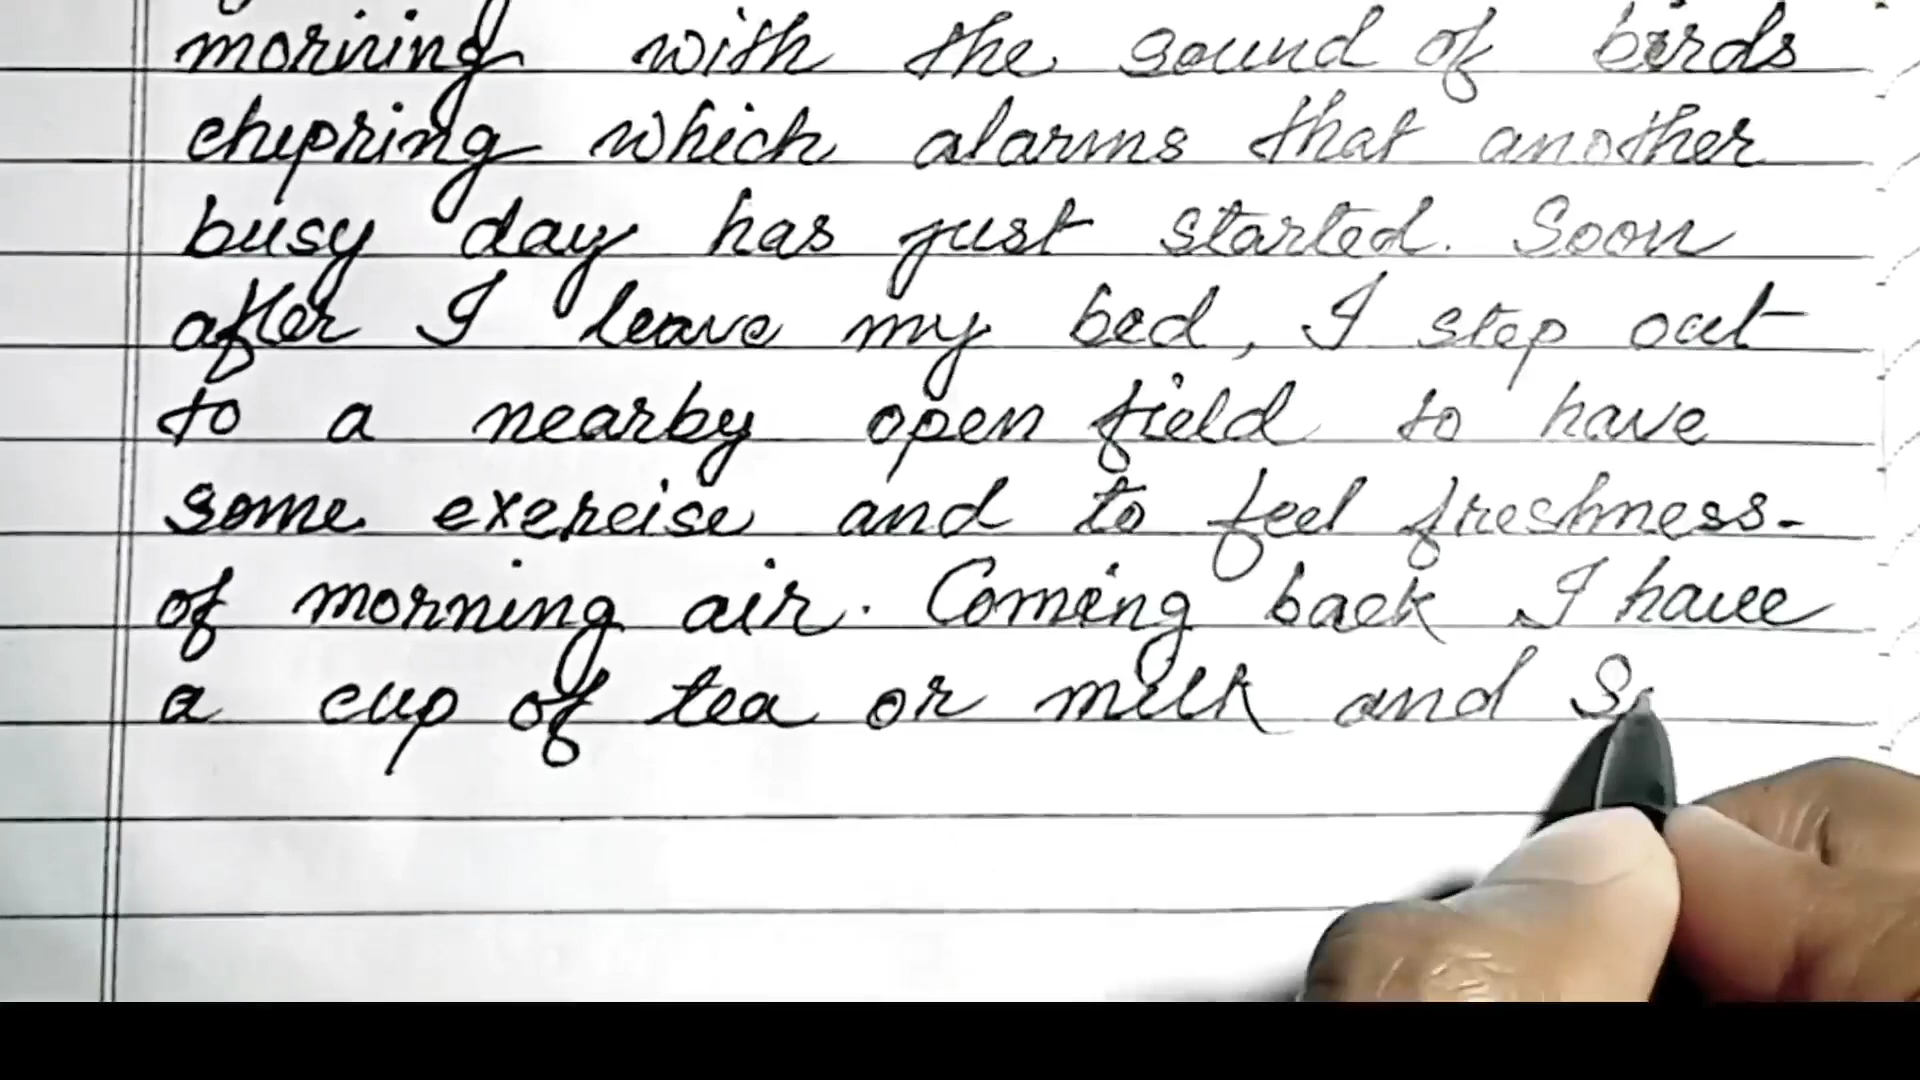 morning with the sound of birds
chirpring which alarms that another
busy day has just started. Soon
after I leave my bed, I step out
to a nearby open field to have
some exercise and to feel freshness-
of morning air. Coming back I have
a cup of tea or milk and